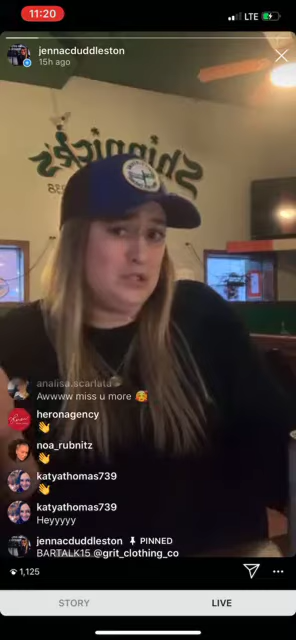 11:20
LTE
jennacduddleston
15h ago
Shinnick's
analisa.scarlata
Awwww miss u more 🥵
heronagency
👋
noa_rubnitz
👋
katyathomas739
👋
katyathomas739
Heyyyyy
jennacduddleston PINNED
BARTALK15 @grit_clothing_co
1,125
STORY
LIVE